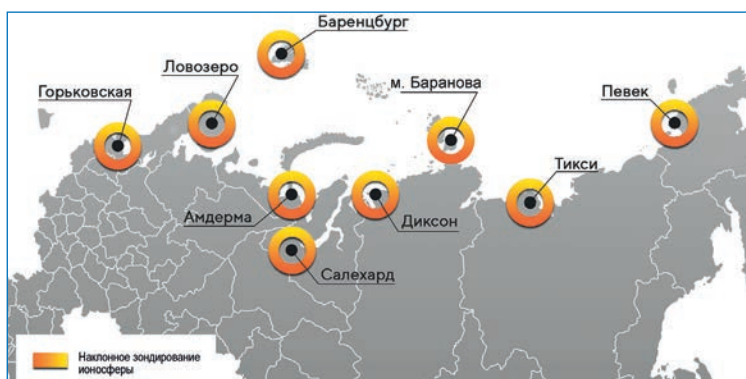 Баренцбург
Ловозеро
Горьковская
м. Баранова
Певек
Тикси
Амдерма
Диксон
Салехард
Наклонное зондирование
ионосферы